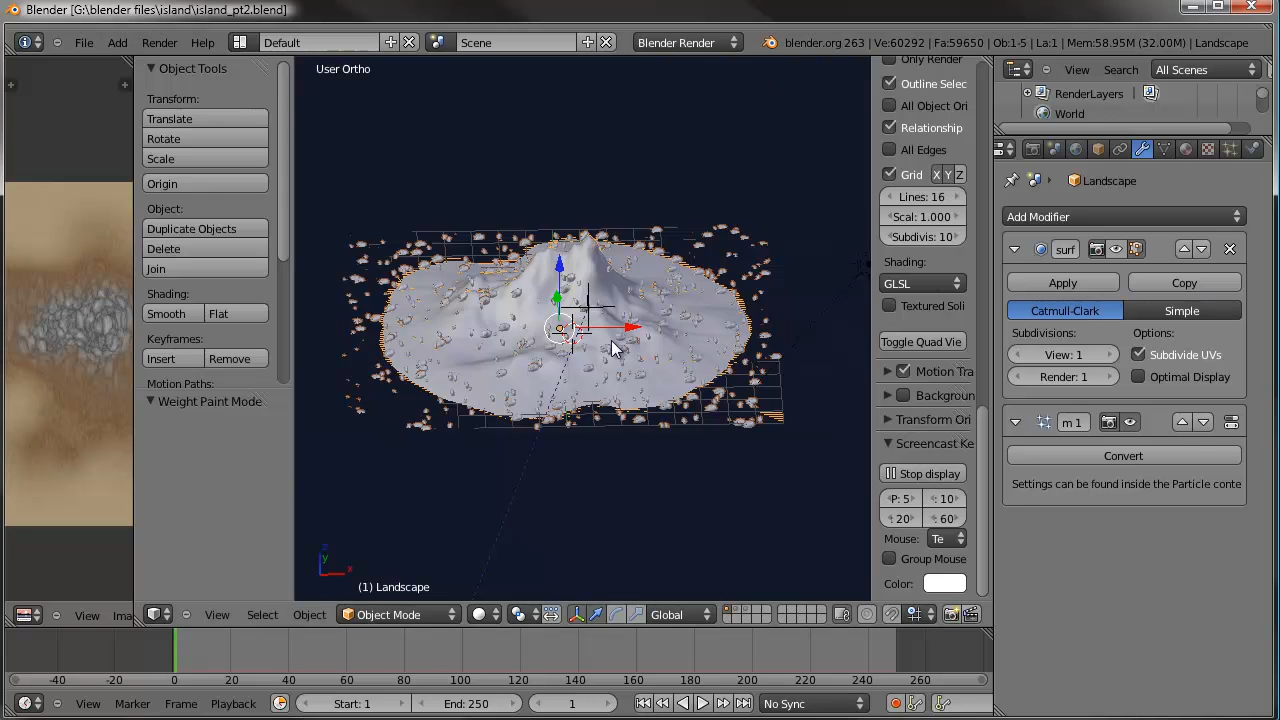 Blender [G:\blender files\island\island_pt2.blend]
File Add Render Help Default Scene Blender Render blender.org 263 | Ve:60292 | Fa:59650 | Ob:1-5 | La:1 | Mem:58.95M (32.00M) | Landscape
Object Tools
Transform:
Translate
Rotate
Scale
Origin
Object:
Duplicate Objects
Delete
Join
Shading:
Smooth Flat
Keyframes:
Insert Remove
Motion Paths:
Weight Paint Mode
User Ortho
z
y
x
(1) Landscape
Only Render
Outline Selec
All Object Ori
Relationship
All Edges
Grid X Y Z
Lines: 16
Scal: 1.000
Subdivis: 10
Shading:
GLSL
Textured Soli
Toggle Quad Vie
Motion Tra
Backgroun
Transform Ori
Screencast Ke
Stop display
P: 5 : 10
: 20 : 60
Mouse: Te
Group Mouse
Color:
View Search All Scenes
RenderLayers
World
Landscape
Add Modifier
surf
Apply Copy
Catmull-Clark Simple
Subdivisions: Options:
View: 1 Subdivide UVs
Render: 1 Optimal Display
m 1
Convert
Settings can be found inside the Particle conte
View Ima
View Select Object Object Mode Global
-40 -20 0 20 40 60 80 100 120 140 160 180 200 220 240 260
View Marker Frame Playback Start: 1 End: 250 1 No Sync